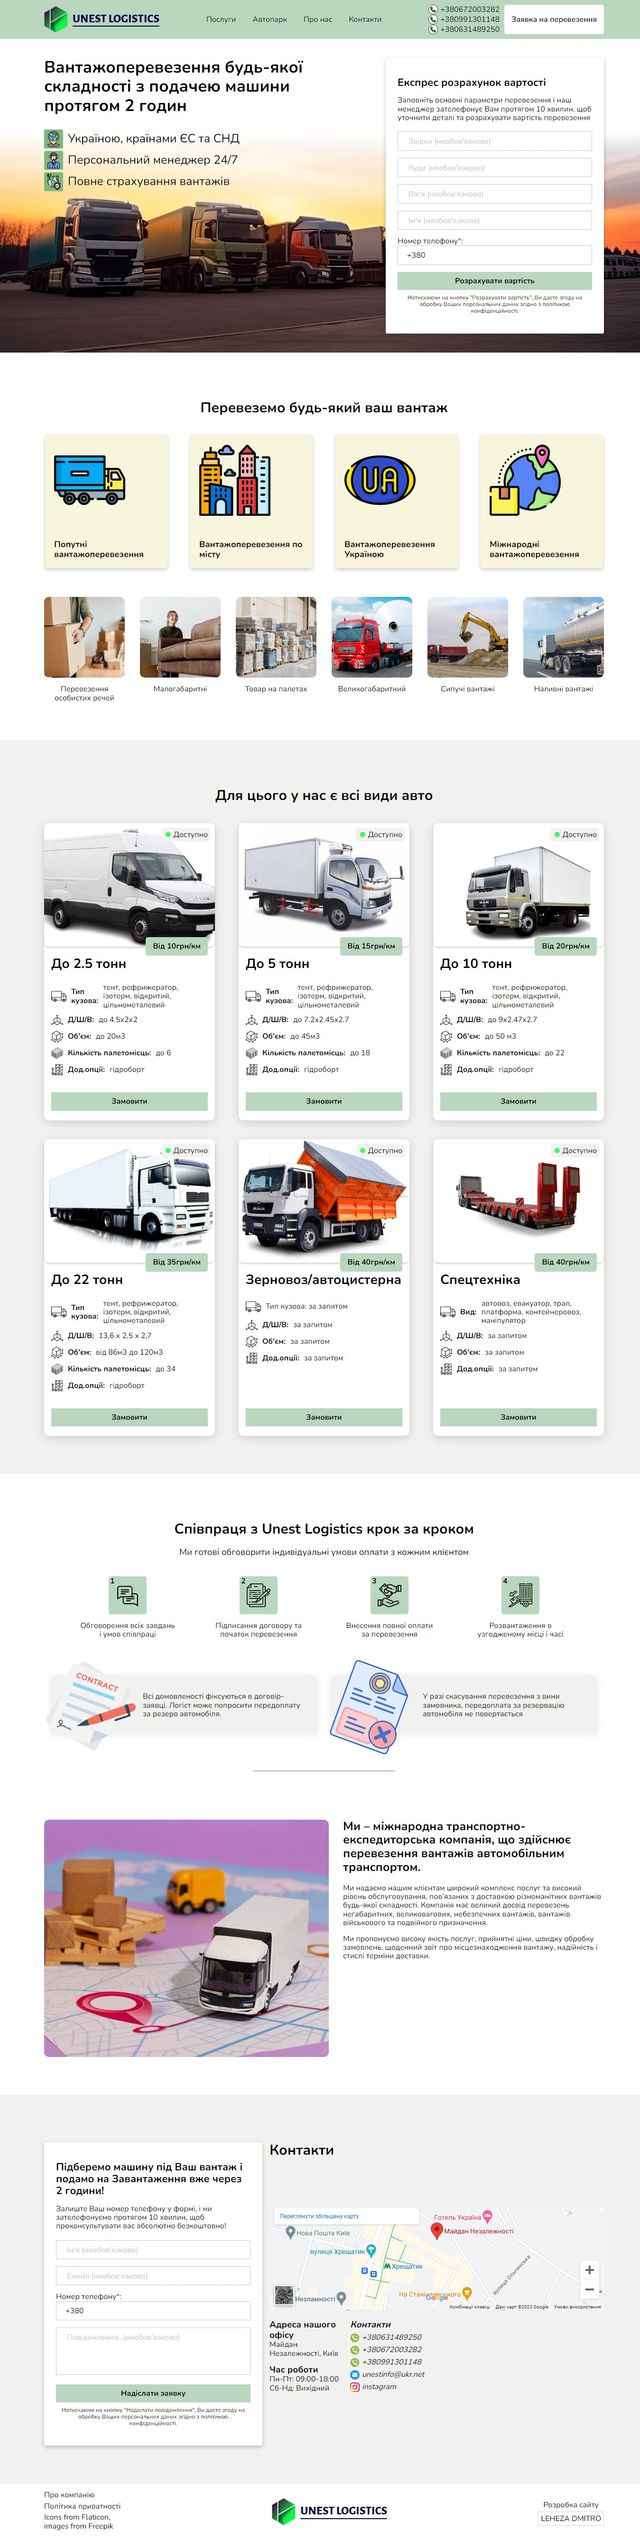 UNEST LOGISTICS
Послуги
Автопарк
Про нас
Контакти
+380672003282
+380991301148
+380631489250
Заявка на перевезення
Вантажоперевезення будь-якої
складності з подачею машини
протягом 2 годин
Україною, країнами ЄС та СНД
Персональний менеджер 24/7
Повне страхування вантажів
Експрес розрахунок вартості
Заповніть основні параметри перевезення і наш
менеджер зателефонує Вам протягом 10 хвилин, щоб
уточнити деталі та розрахувати вартість перевезення
Звідки (необов'язково)
Куди (необов'язково)
Вага (необов'язково)
Ім'я (необов'язково)
Номер телефону*:
+380
Розрахувати вартість
Натискаючи на кнопку "Розрахувати вартість", Ви даєте згоду на
обробку Ваших персональних даних згідно з політикою
конфіденційності.
Перевеземо будь-який ваш вантаж
Попутні
вантажоперевезення
Вантажоперевезення по
місту
UA
Вантажоперевезення
Україною
Міжнародні
вантажоперевезення
Перевезення
особистих речей
Малогабаритні
Товар на палетах
Великогабаритний
Сипучі вантажі
Наливні вантажі
Для цього у нас є всі види авто
Доступно
Від 10грн/км
До 2.5 тонн
Тип
кузова:
тент, рефрижератор,
ізотерм, відкритий,
цільнометалевий
Д/Ш/В: до 4.5х2х2
Об'єм: до 20м3
Кількість палетомісць: до 6
Дод.опції: гідроборт
Замовити
Доступно
Від 15грн/км
До 5 тонн
Тип
кузова:
тент, рефрижератор,
ізотерм, відкритий,
цільнометалевий
Д/Ш/В: до 7.2х2.45х2.7
Об'єм: до 45м3
Кількість палетомісць: до 18
Дод.опції: гідроборт
Замовити
Доступно
Від 20грн/км
До 10 тонн
Тип
кузова:
тент, рефрижератор,
ізотерм, відкритий,
цільнометалевий
Д/Ш/В: до 9х2.47х2.7
Об'єм: до 50 м3
Кількість палетомісць: до 22
Дод.опції: гідроборт
Замовити
Доступно
Від 35грн/км
До 22 тонн
Тип
кузова:
тент, рефрижератор,
ізотерм, відкритий,
цільнометалевий
Д/Ш/В: 13,6 х 2,5 х 2,7
Об'єм: від 86м3 до 120м3
Кількість палетомісць: до 34
Дод.опції: гідроборт
Замовити
Доступно
Від 40грн/км
Зерновоз/автоцистерна
Тип кузова: за запитом
Д/Ш/В: за запитом
Об'єм: за запитом
Дод.опції: за запитом
Замовити
Доступно
Від 40грн/км
Спецтехніка
Вид:
автовоз, евакуатор, трал,
платформа, контейнеровоз,
маніпулятор
Д/Ш/В: за запитом
Об'єм: за запитом
Дод.опції: за запитом
Замовити
Співпраця з Unest Logistics крок за кроком
Ми готові обговорити індивідуальні умови оплати з кожним клієнтом
1
Обговорення всіх завдань
і умов співпраці
2
Підписання договору та
початок перевезення
3
Внесення повної оплати
за перевезення
4
Розвантаження в
узгодженому місці і часі
CONTRACT
Всі домовленості фіксуються в договір-
заявці. Логіст може попросити передоплату
за резерв автомобіля.
У разі скасування перевезення з вини
замовника, передоплата за резервацію
автомобіля не повертається
Ми – міжнародна транспортно-
експедиторська компанія, що здійснює
перевезення вантажів автомобільним
транспортом.
Ми надаємо нашим клієнтам широкий комплекс послуг та високий
рівень обслуговування, пов'язаних з доставкою різноманітних вантажів
будь-якої складності. Компанія має великий досвід перевезень
негабаритних, великовагових, небезпечних вантажів, вантажів
військового та подвійного призначення.
Ми пропонуємо високу якість послуг, прийнятні ціни, швидку обробку
замовлень, щоденний звіт про місцезнаходження вантажу, надійність і
стислі терміни доставки.
Підберемо машину під Ваш вантаж і
подамо на Завантаження вже через
2 години!
Залиште Ваш номер телефону у формі, і ми
зателефонуємо протягом 10 хвилин, щоб
проконсультувати вас абсолютно безкоштовно!
Ім'я (необов'язково)
Емейл (необов'язково)
Номер телефону*:
+380
Повідомлення...(необов'язково)
Надіслати заявку
Натискаючи на кнопку "Надіслати повідомлення", Ви даєте згоду на
обробку Ваших персональних даних згідно з політикою
конфіденційності.
Контакти
Переглянути збільшену карту
Готель Україна
Нова Пошта Київ
Майдан Незалежності
вулиця Хрещатик
Хрещатик
вулиця Ольгинська
Незламності
На Станіславського
Google
Комбінації клавіш
Дані карт ©2023 Google
Умови використання
Адреса нашого
офісу
Майдан
Незалежності, Київ
Час роботи
Пн-Пт: 09:00-18:00
Сб-Нд: Вихідний
Контакти
+380631489250
+380672003282
+380991301148
unestinfo@ukr.net
instagram
Про компанію
Політика приватності
Icons from Flaticon,
images from Freepik
UNEST LOGISTICS
Розробка сайту
LEHEZA DMITRO